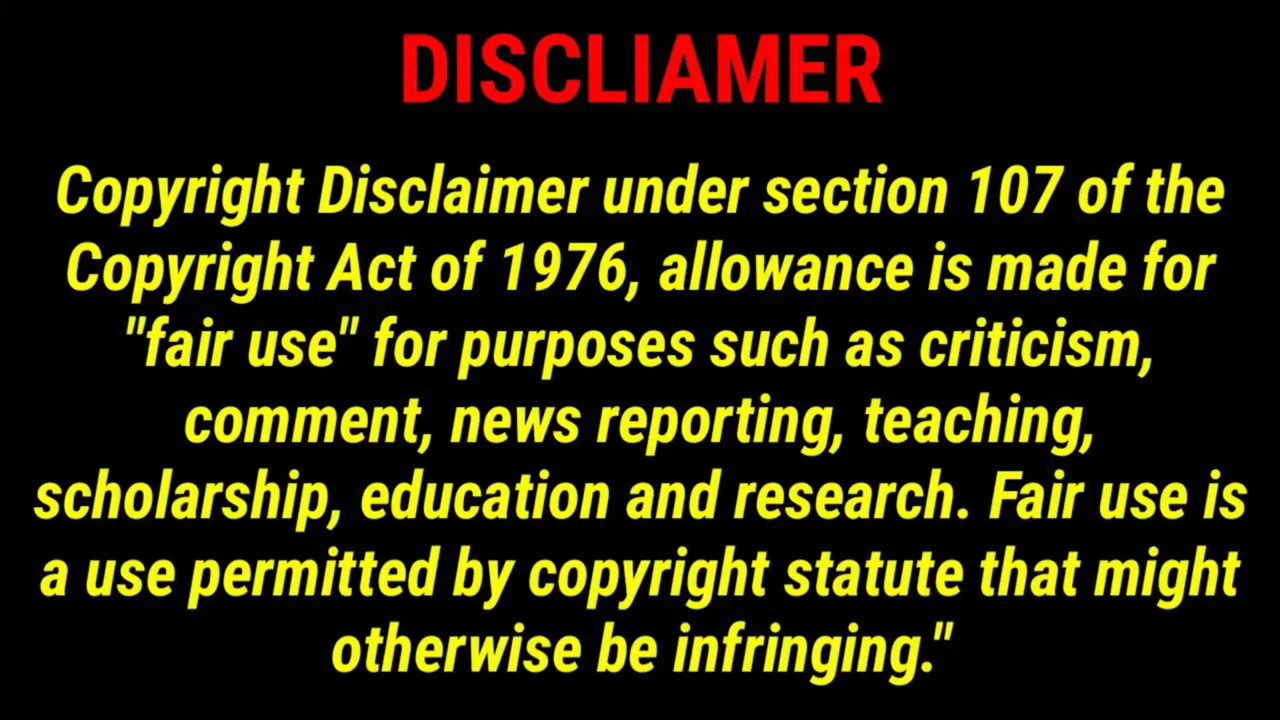 DISCLIAMER
Copyright Disclaimer under section 107 of the
Copyright Act of 1976, allowance is made for
"fair use" for purposes such as criticism,
comment, news reporting, teaching,
scholarship, education and research. Fair use is
a use permitted by copyright statute that might
otherwise be infringing."